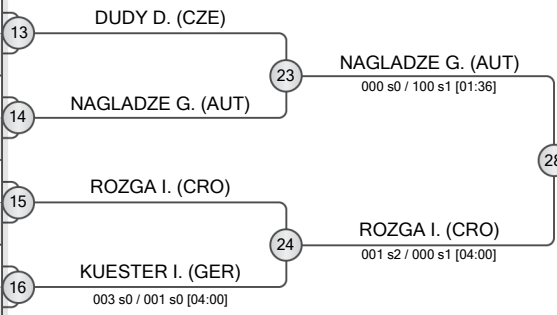 DUDY D. (CZE)
13
23
NAGLADZE G. (AUT)
000 s0 / 100 s1 [01:36]
NAGLADZE G. (AUT)
14
28
ROZGA I. (CRO)
15
24
ROZGA I. (CRO)
001 s2 / 000 s1 [04:00]
KUESTER I. (GER)
16
003 s0 / 001 s0 [04:00]